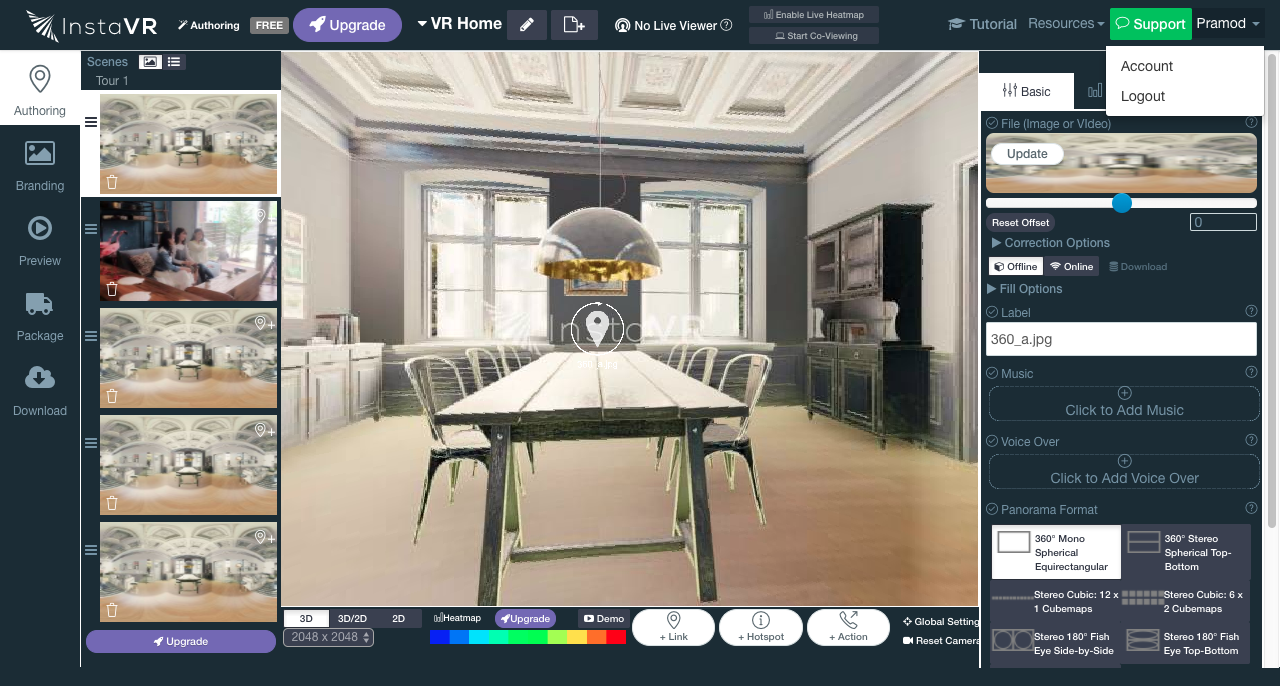 InstaVR
Authoring
FREE
Upgrade
VR Home
No Live Viewer
Enable Live Heatmap
Start Co-Viewing
Tutorial
Resources
Support
Pramod
Account
Logout
Authoring
Branding
Preview
Package
Download
Scenes
Tour 1
Upgrade
InstaVR
3D
3D/2D
2D
2048 x 2048
Heatmap
Upgrade
Demo
+ Link
+ Hotspot
+ Action
Global Setting
Reset Camera
Basic
File (Image or VIdeo)
Update
Reset Offset
0
Correction Options
Offline
Online
Download
Fill Options
Label
360_a.jpg
Music
Click to Add Music
Voice Over
Click to Add Voice Over
Panorama Format
360° Mono
Spherical
Equirectangular
360° Stereo
Spherical Top-
Bottom
Stereo Cubic: 12 x
1 Cubemaps
Stereo Cubic: 6 x
2 Cubemaps
Stereo 180° Fish
Eye Side-by-Side
Stereo 180° Fish
Eye Top-Bottom